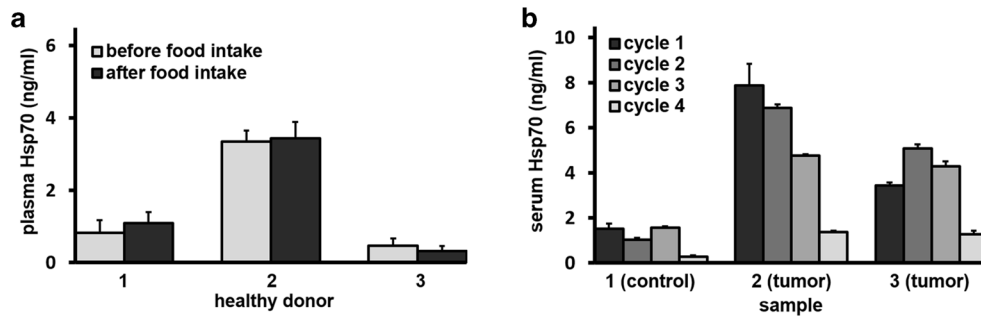 a
plasma Hsp70 (ng/ml)
6
4
2
0
before food intake
after food intake
1 2 3
healthy donor
b
serum Hsp70 (ng/ml)
10
8
6
4
2
0
cycle 1
cycle 2
cycle 3
cycle 4
1 (control) 2 (tumor) 3 (tumor)
sample